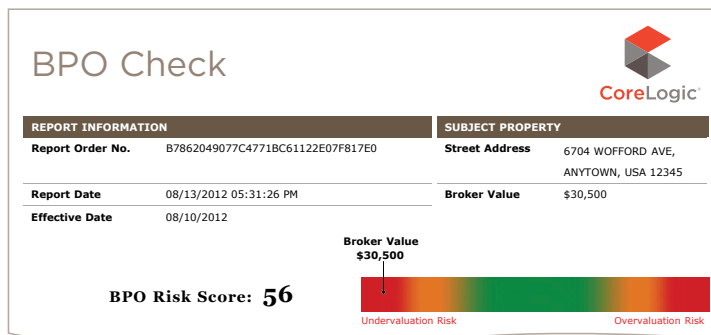 BPO Check
CoreLogic
REPORT INFORMATION
Report Order No. B7862049077C4771BC61122E07F817E0
Report Date 08/13/2012 05:31:26 PM
Effective Date 08/10/2012
SUBJECT PROPERTY
Street Address 6704 WOFFORD AVE,
ANYTOWN, USA 12345
Broker Value $30,500
Broker Value
$30,500
BPO Risk Score: 56
Undervaluation Risk
Overvaluation Risk